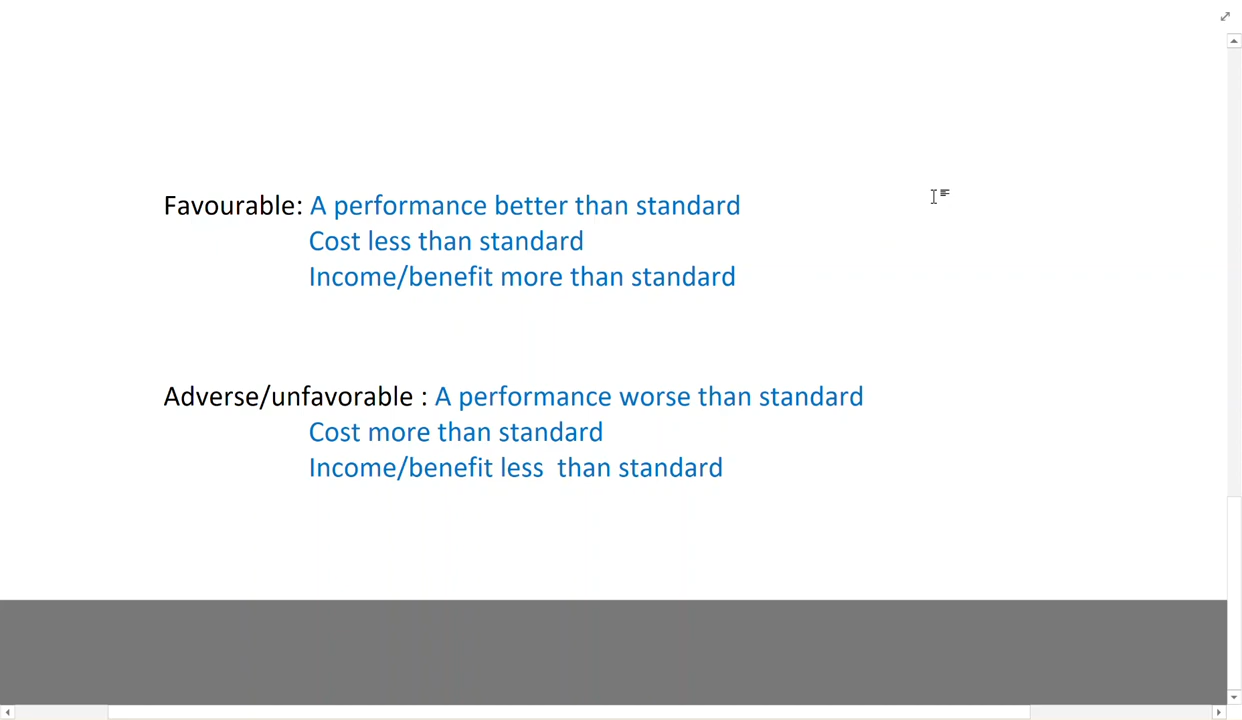 Favourable: A performance better than standard
Cost less than standard
Income/benefit more than standard
Adverse/unfavorable : A performance worse than standard
Cost more than standard
Income/benefit less  than standard